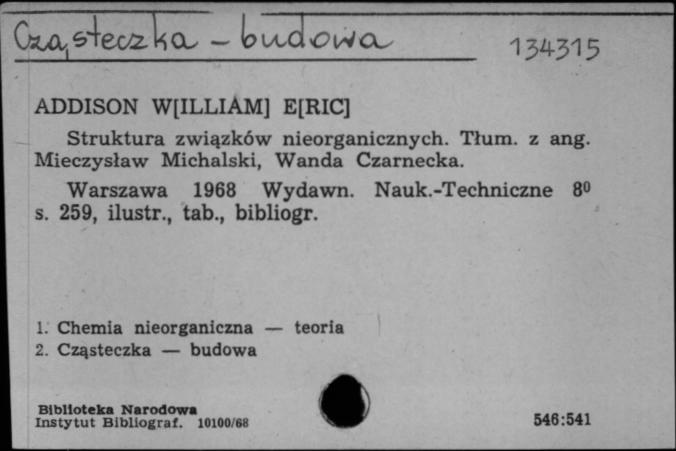 Cząsteczka – budowa
134315
ADDISON W[ILLIAM] E[RIC]
Struktura związków nieorganicznych. Tłum. z ang.
Mieczysław Michalski, Wanda Czarnecka.
Warszawa 1968 Wydawn. Nauk.-Techniczne 8⁰
s. 259, ilustr., tab., bibliogr.
1. Chemia nieorganiczna — teoria
2. Cząsteczka — budowa
Biblioteka Narodowa
Instytut Bibliograf. 10100/68
546:541